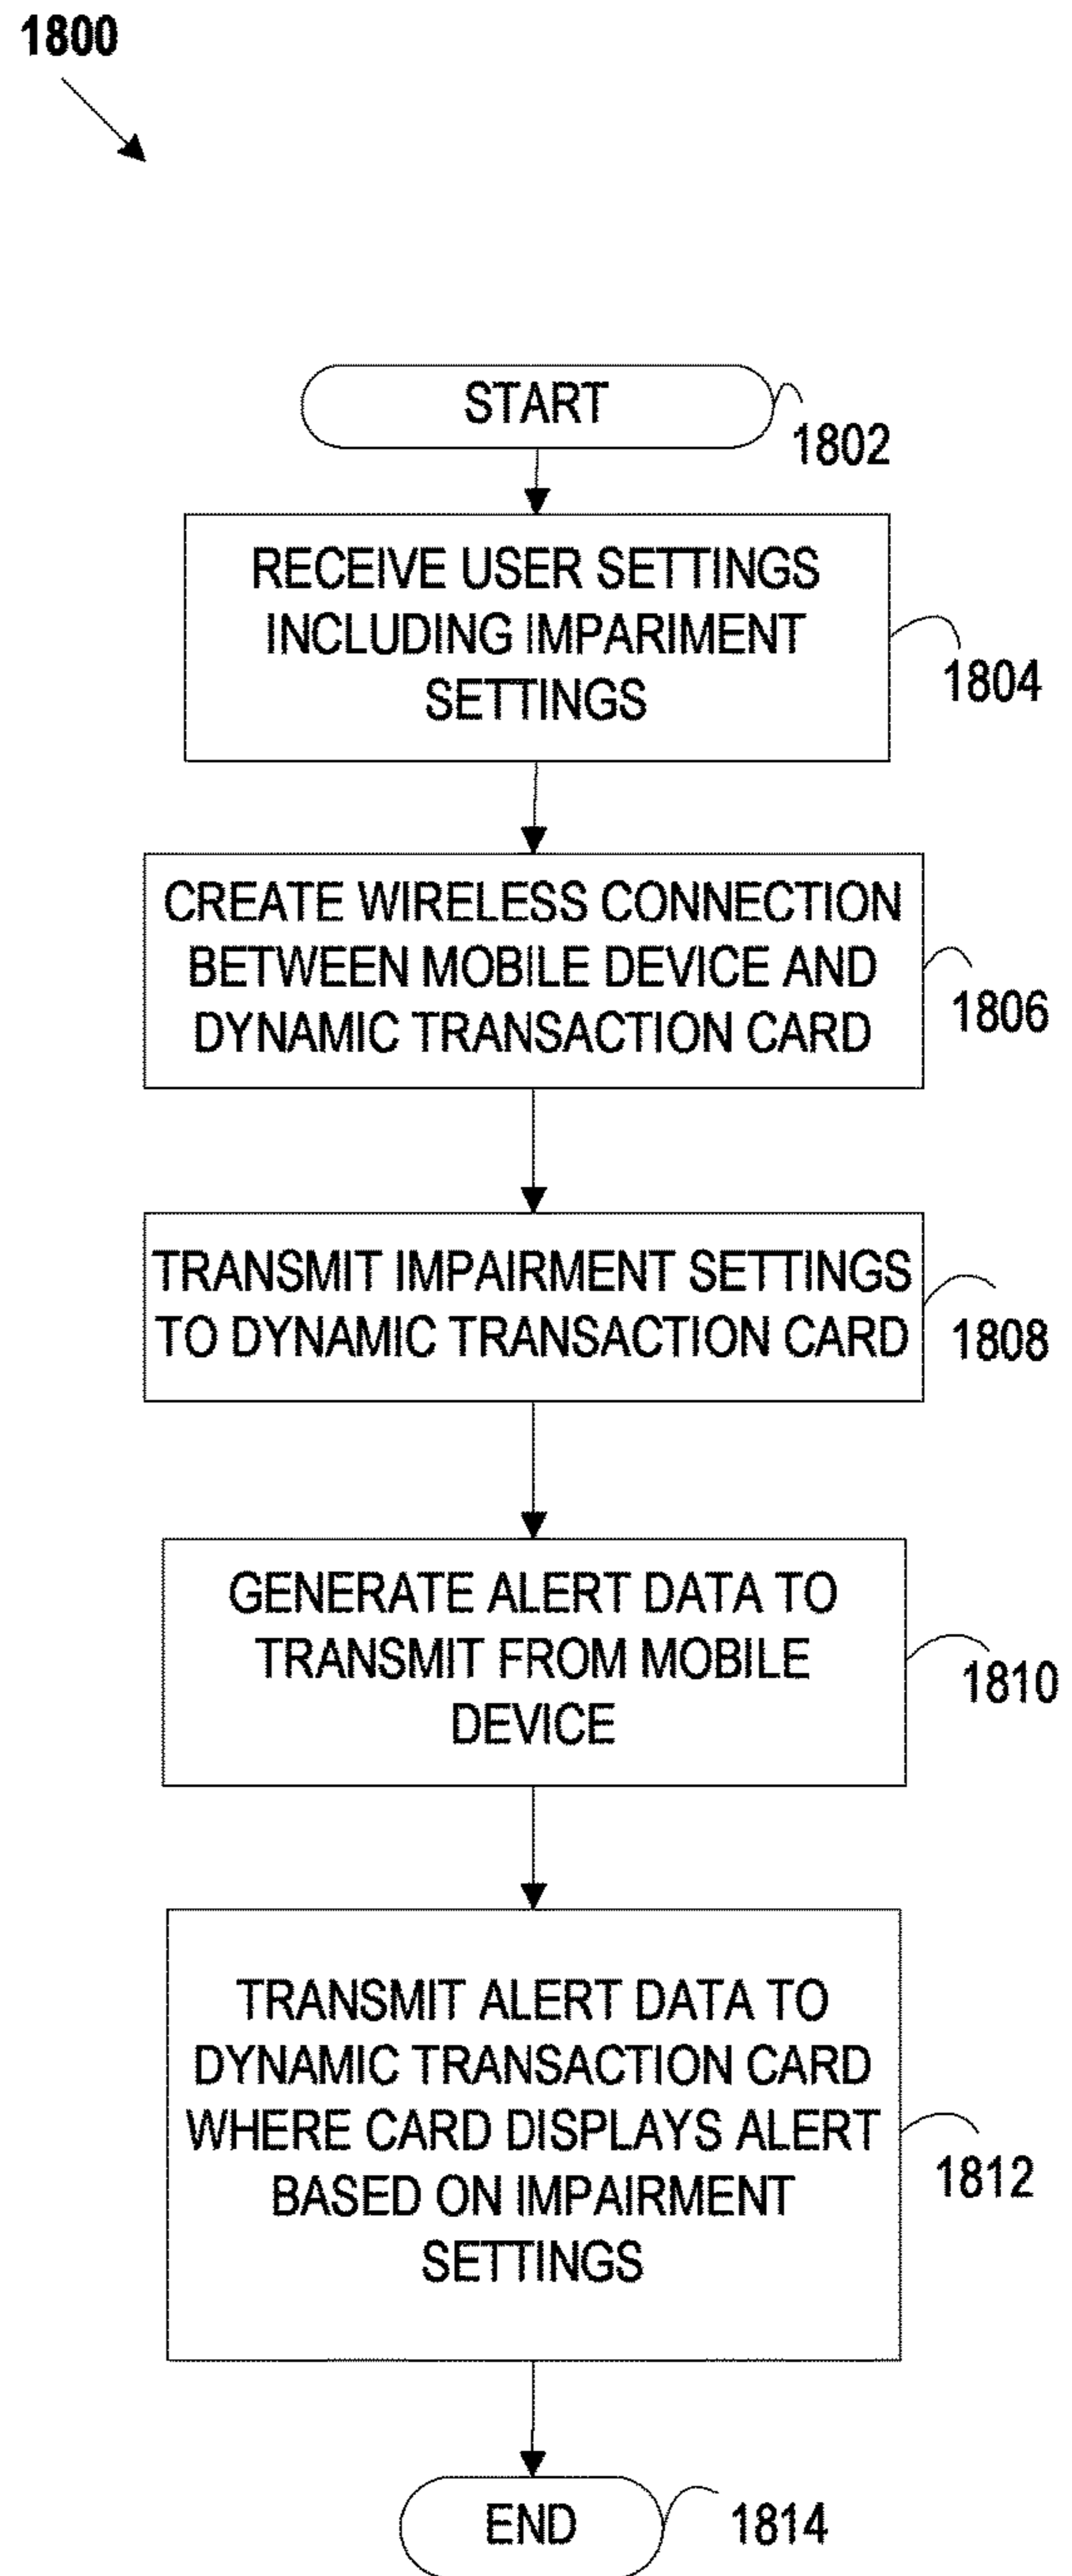 1800
START
1802
RECEIVE USER SETTINGS
INCLUDING IMPARIMENT
SETTINGS
1804
CREATE WIRELESS CONNECTION
BETWEEN MOBILE DEVICE AND
DYNAMIC TRANSACTION CARD
1806
TRANSMIT IMPAIRMENT SETTINGS
TO DYNAMIC TRANSACTION CARD
1808
GENERATE ALERT DATA TO
TRANSMIT FROM MOBILE
DEVICE
1810
TRANSMIT ALERT DATA TO
DYNAMIC TRANSACTION CARD
WHERE CARD DISPLAYS ALERT
BASED ON IMPAIRMENT
SETTINGS
1812
END
1814